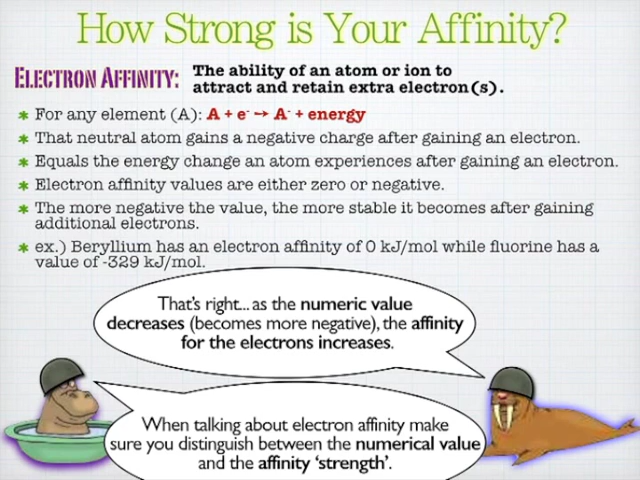 How Strong is Your Affinity?
ELECTRON AFFINITY: The ability of an atom or ion to
attract and retain extra electron(s).
* For any element (A): A + e⁻ → A⁻ + energy
* That neutral atom gains a negative charge after gaining an electron.
* Equals the energy change an atom experiences after gaining an electron.
* Electron affinity values are either zero or negative.
* The more negative the value, the more stable it becomes after gaining
additional electrons.
* ex.) Beryllium has an electron affinity of 0 kJ/mol while fluorine has a
value of -329 kJ/mol.
That's right... as the numeric value
decreases (becomes more negative), the affinity
for the electrons increases.
When talking about electron affinity make
sure you distinguish between the numerical value
and the affinity 'strength'.